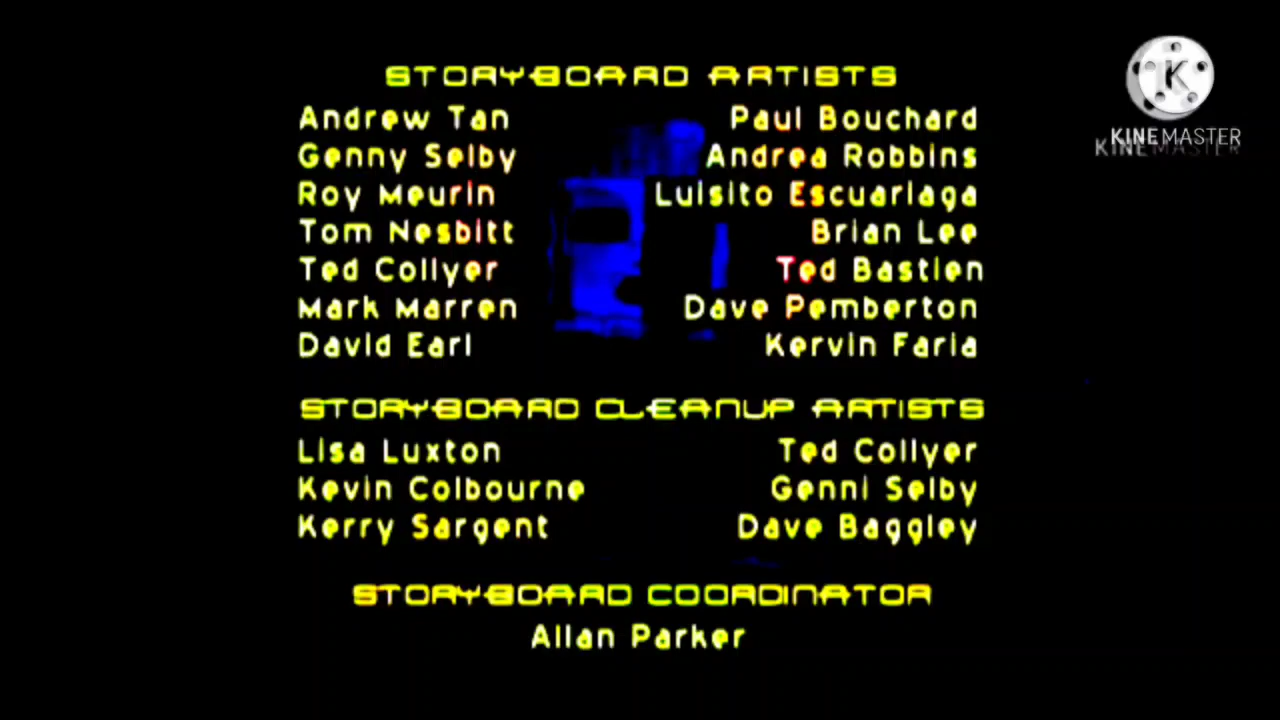 STORYBOARD ARTISTS
Andrew Tan Paul Bouchard
Genny Selby Andrea Robbins
Roy Meurin Luisito Escuariaga
Tom Nesbitt Brian Lee
Ted Collyer Ted Bastien
Mark Marren Dave Pemberton
David Earl Kervin Faria
STORYBOARD CLEANUP ARTISTS
Lisa Luxton Ted Collyer
Kevin Colbourne Genni Selby
Kerry Sargent Dave Baggley
STORYBOARD COORDINATOR
Allan Parker
K
KINEMASTER
KINEMASTER